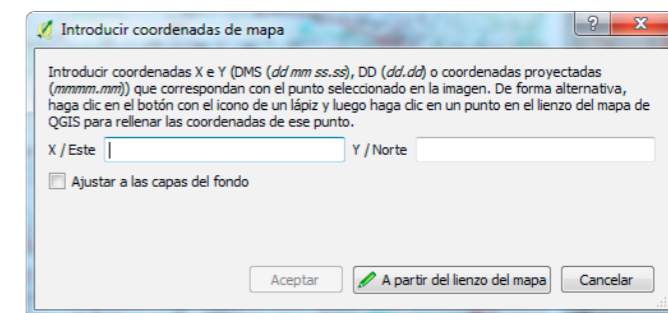 Introducir coordenadas de mapa
Introducir coordenadas X e Y (DMS (dd mm ss.ss), DD (dd.dd) o coordenadas proyectadas
(mmmm.mm)) que correspondan con el punto seleccionado en la imagen. De forma alternativa,
haga clic en el botón con el icono de un lápiz y luego haga clic en un punto en el lienzo del mapa de
QGIS para rellenar las coordenadas de ese punto.
X / Este Y / Norte
Ajustar a las capas del fondo
Aceptar A partir del lienzo del mapa Cancelar